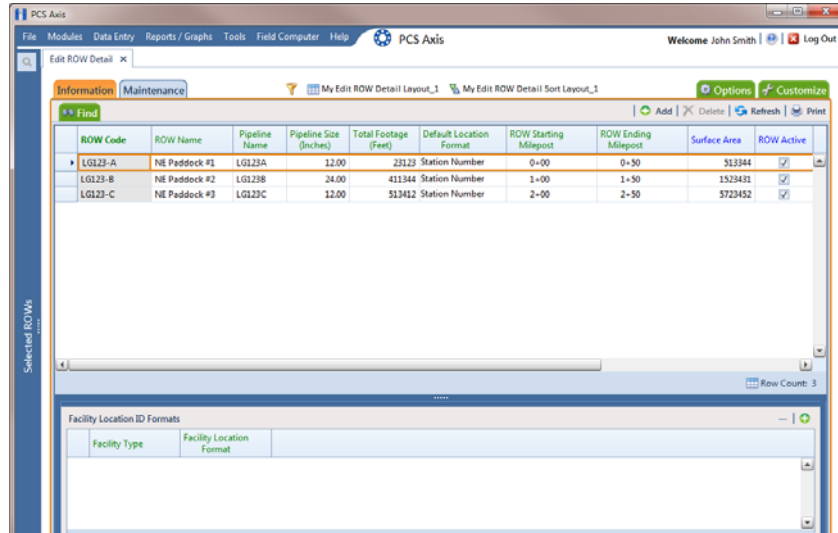 PCS Axis
File Modules Data Entry Reports / Graphs Tools Field Computer Help PCS Axis Welcome John Smith | | Log Out
Edit ROW Detail ×
Information Maintenance My Edit ROW Detail Layout_1 My Edit ROW Detail Sort Layout_1 Options Customize
Find | Add | Delete | Refresh | Print
ROW Code ROW Name Pipeline Name Pipeline Size (Inches) Total Footage (Feet) Default Location Format ROW Starting Milepost ROW Ending Milepost Surface Area ROW Active
LG123-A NE Paddock #1 LG123A 12.00 23123 Station Number 0+00 0+50 513344
LG123-B NE Paddock #2 LG123B 24.00 411344 Station Number 1+00 1+50 1523431
LG123-C NE Paddock #3 LG123C 12.00 513412 Station Number 2+00 2+50 5723452
Selected ROWs
Row Count: 3
Facility Location ID Formats
Facility Type Facility Location Format